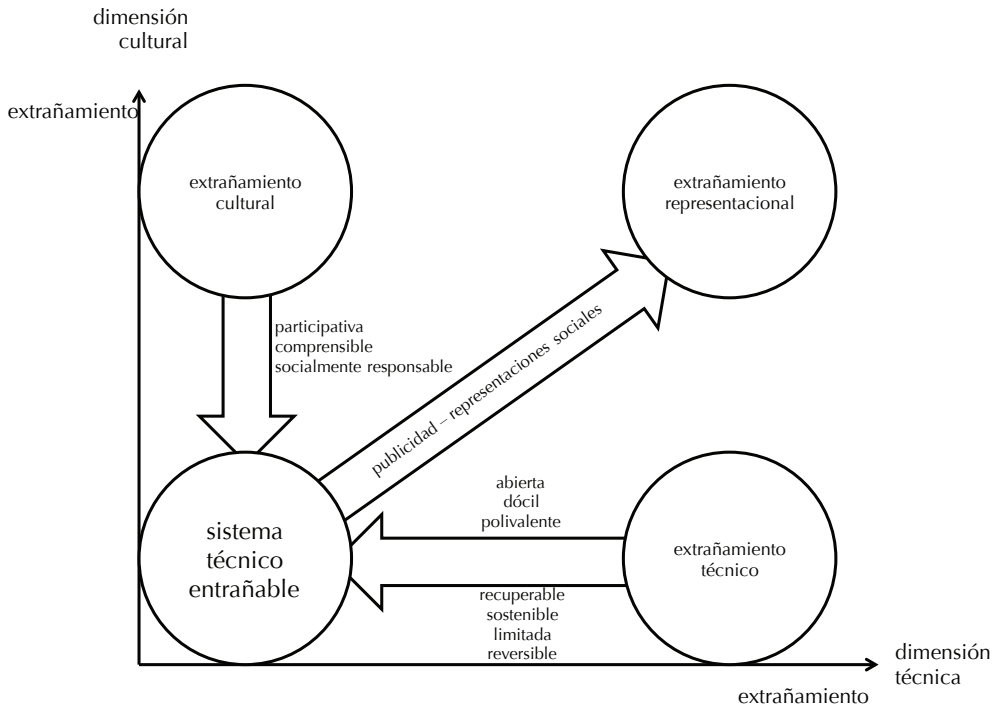 dimensión
cultural
extrañamiento
extrañamiento
cultural
extrañamiento
representacional
participativa
comprensible
socialmente responsable
publicidad – representaciones sociales
abierta
dócil
polivalente
sistema
técnico
entrañable
extrañamiento
técnico
recuperable
sostenible
limitada
reversible
dimensión
técnica
extrañamiento